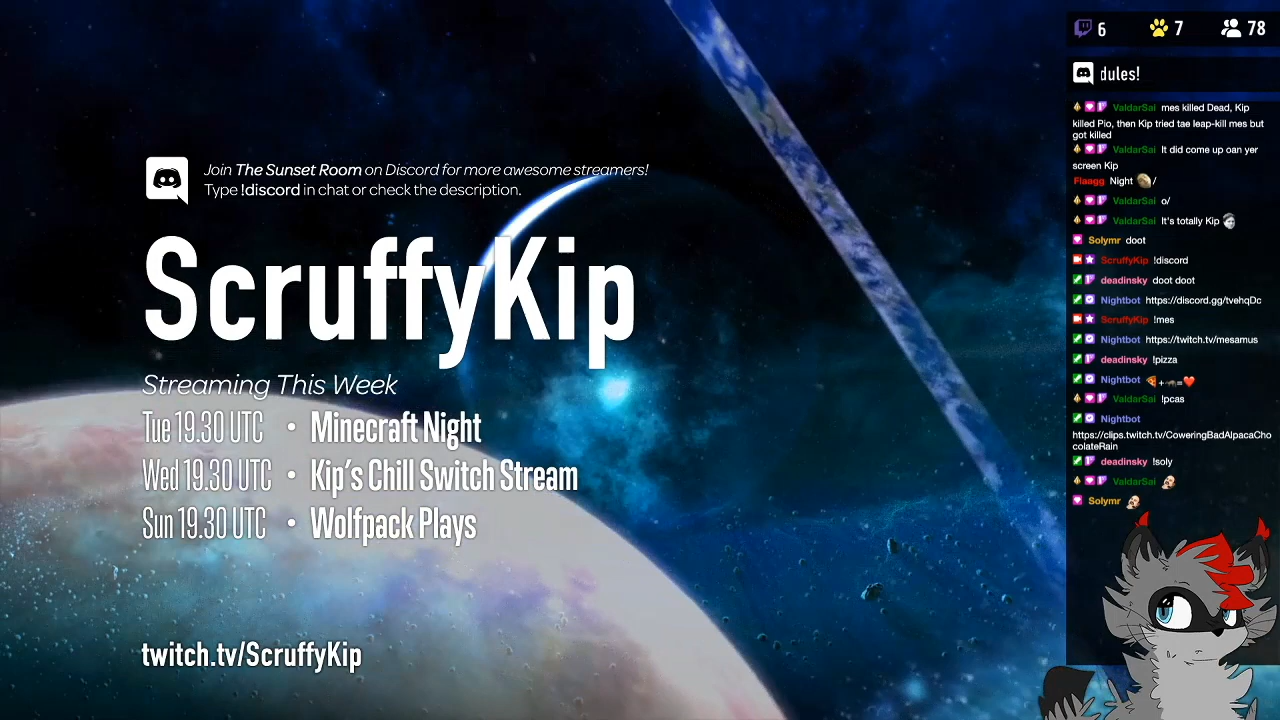 6 7 78
dules!
Join The Sunset Room on Discord for more awesome streamers!
Type !discord in chat or check the description.
ScruffyKip
Streaming This Week
Tue 19.30 UTC • Minecraft Night
Wed 19.30 UTC • Kip's Chill Switch Stream
Sun 19.30 UTC • Wolfpack Plays
twitch.tv/ScruffyKip
ValdarSai mes killed Dead, Kip
killed Pio, then Kip tried tae leap-kill mes but
got killed
ValdarSai It did come up oan yer
screen Kip
Flaagg Night /
ValdarSai o/
ValdarSai It's totally Kip
Solymr doot
ScruffyKip !discord
deadinsky doot doot
Nightbot https://discord.gg/tvehqDc
ScruffyKip !mes
Nightbot https://twitch.tv/mesamus
deadinsky !pizza
Nightbot 🍕+🦝=❤️
ValdarSai !pcas
Nightbot
https://clips.twitch.tv/CoweringBadAlpacaCho
colateRain
deadinsky !soly
ValdarSai
Solymr